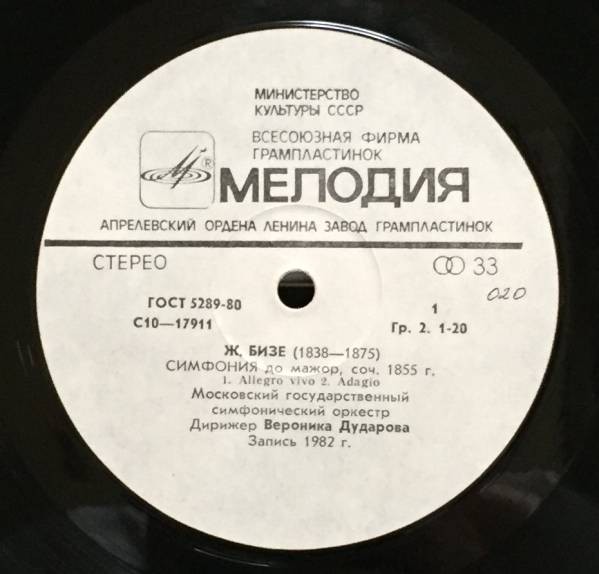 МИНИСТЕРСТВО
КУЛЬТУРЫ СССР
ВСЕСОЮЗНАЯ ФИРМА
ГРАМПЛАСТИНОК
® МЕЛОДИЯ
АПРЕЛЕВСКИЙ ОРДЕНА ЛЕНИНА ЗАВОД ГРАМПЛАСТИНОК
СТЕРЕО 33
020
ГОСТ 5289-80 1
С10—17911 Гр. 2. 1-20
Ж. БИЗЕ (1838—1875)
СИМФОНИЯ до мажор, соч. 1855 г.
1. Allegro vivo 2. Adagio
Московский государственный
симфонический оркестр
Дирижер Вероника Дударова
Запись 1982 г.